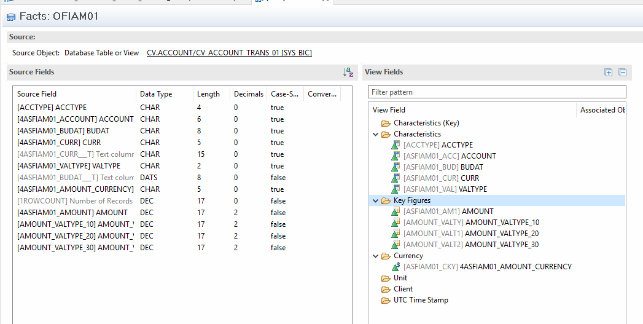 Facts: OFIAM01
Source:
Source Object: Database Table or View CV.ACCOUNT/CV_ACCOUNT_TRANS_01 [SYS_BIC]
Source Fields
Source Field Data Type Length Decimals Case-S... Conver...
[ACCTYPE] ACCTYPE CHAR 4 0 true
[4ASFIAM01_ACCOUNT] ACCOUNT CHAR 6 0 true
[4ASFIAM01_BUDAT] BUDAT CHAR 8 0 true
[4ASFIAM01_CURR] CURR CHAR 5 0 true
[4ASFIAM01_CURR___T] Text column CHAR 15 0 true
[4ASFIAM01_VALTYPE] VALTYPE CHAR 2 0 true
[4ASFIAM01_BUDAT___T] Text column DATS 8 0 false
[4ASFIAM01_AMOUNT_CURRENCY] CHAR 5 0 true
[1ROWCOUNT] Number of Records DEC 17 0 false
[4ASFIAM01_AMOUNT] AMOUNT DEC 17 2 false
[AMOUNT_VALTYPE_10] AMOUNT_V DEC 17 2 false
[AMOUNT_VALTYPE_20] AMOUNT_V DEC 17 2 false
[AMOUNT_VALTYPE_30] AMOUNT_V DEC 17 2 false
View Fields
Filter pattern
View Field Associated Ob
Characteristics (Key)
Characteristics
[ACCTYPE] ACCTYPE
[ASFIAM01_ACC] ACCOUNT
[ASFIAM01_BUD] BUDAT
[ASFIAM01_CUR] CURR
[ASFIAM01_VAL] VALTYPE
Key Figures
[ASFIAM01_AM1] AMOUNT
[AMOUNT_VALTY] AMOUNT_VALTYPE_10
[AMOUNT_VALT1] AMOUNT_VALTYPE_20
[AMOUNT_VALT2] AMOUNT_VALTYPE_30
Currency
[ASFIAM01_CKY] 4ASFIAM01_AMOUNT_CURRENCY
Unit
Client
UTC Time Stamp